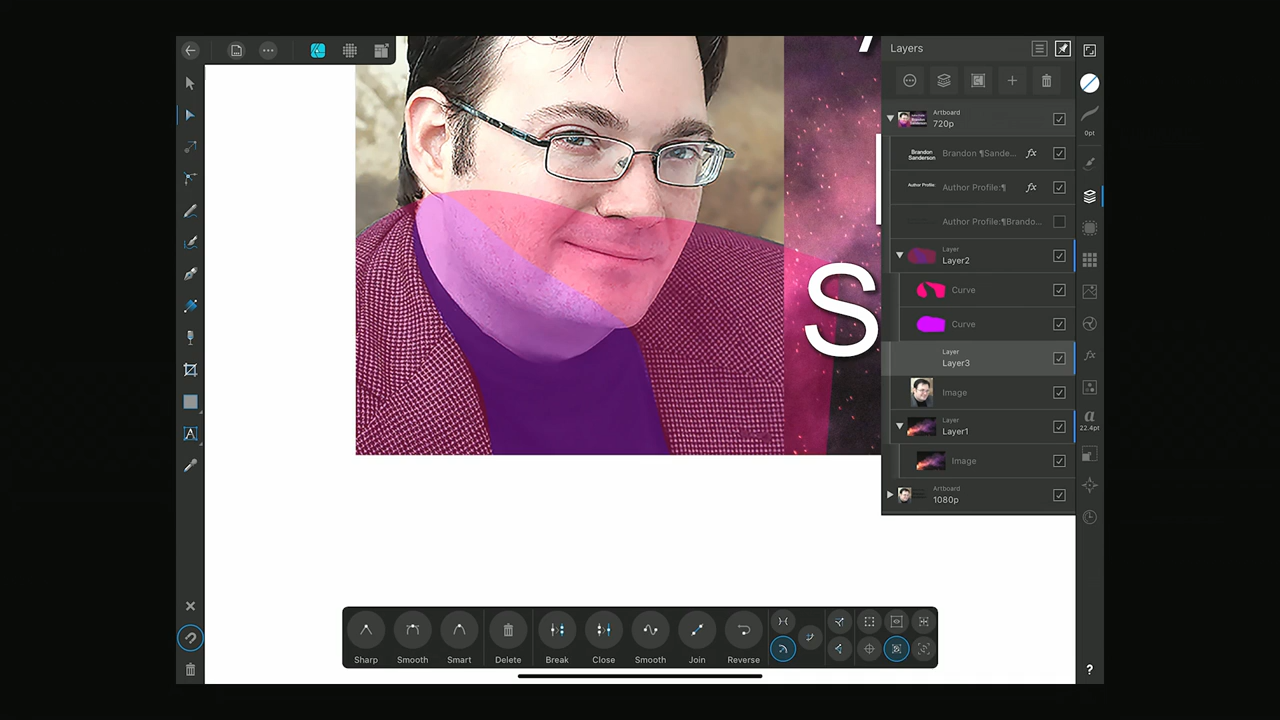 Layers
Artboard
720p
Brandon
Sanderson
Brandon ¶Sande...
fx
Author Profile:
Author Profile:¶
fx
Author Profile:¶Brando...
Layer
Layer2
Curve
Curve
Layer
Layer3
Image
Layer
Layer1
Image
Artboard
1080p
0pt
fx
a
22.4pt
S
A
Sharp
Smooth
Smart
Delete
Break
Close
Smooth
Join
Reverse
?